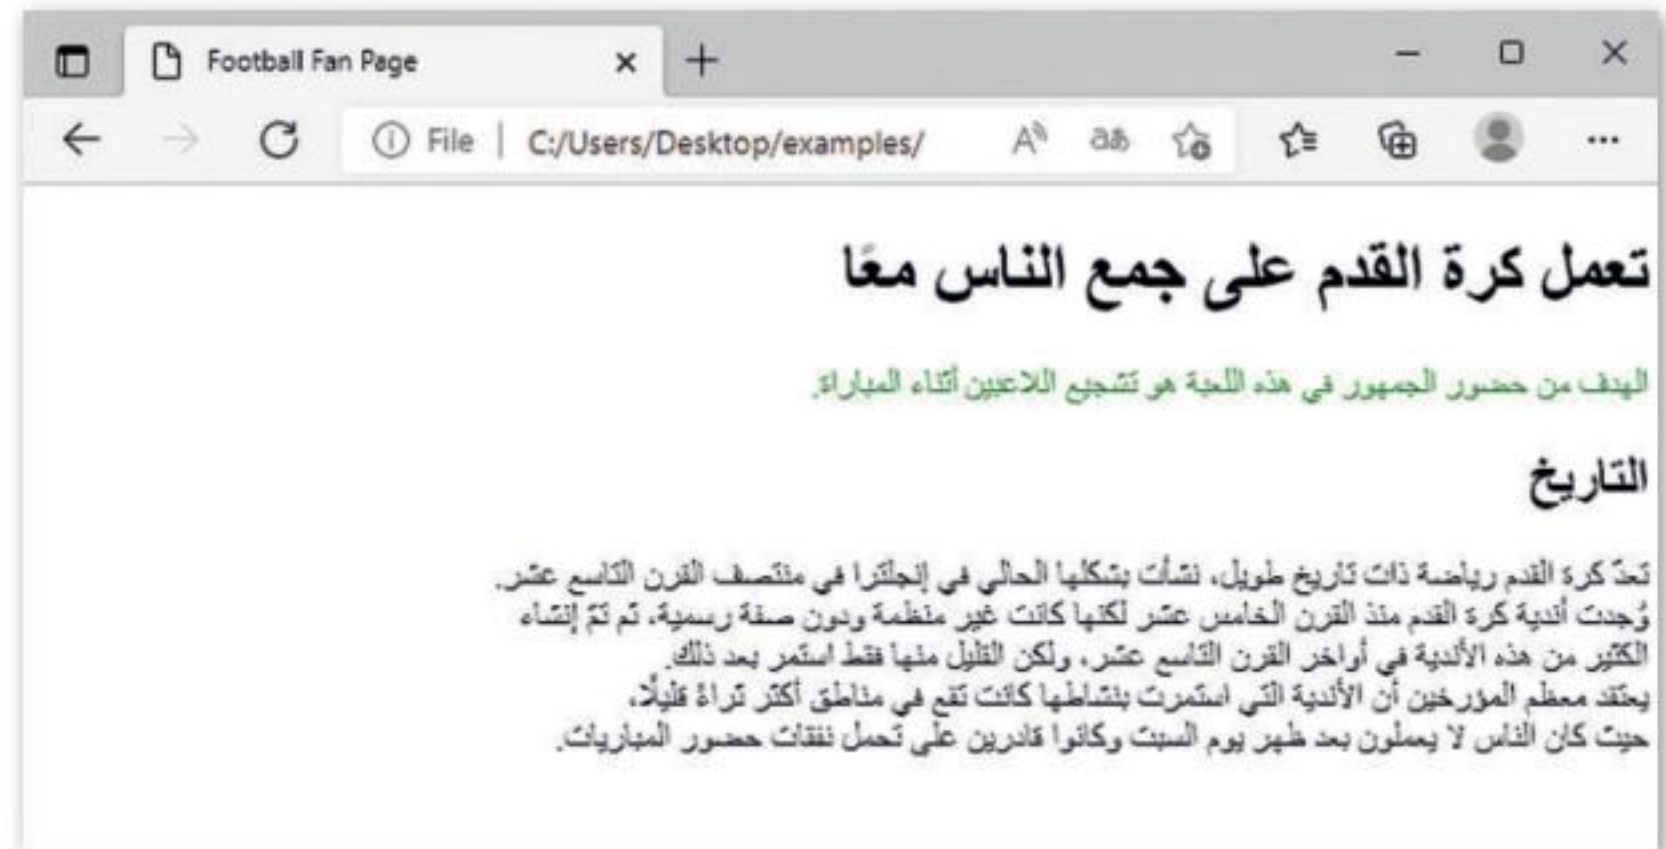 Football Fan Page
File | C:/Users/Desktop/examples/
تعمل كرة القدم على جمع الناس معًا
الهدف من حضور الجمهور في هذه اللعبة هو تشجيع اللاعبين أثناء المباراة.
التاريخ
تعدّ كرة القدم رياضة ذات تاريخ طويل، نشأت بشكلها الحالي في إنجلترا في منتصف القرن التاسع عشر.
وُجدت أندية كرة القدم منذ القرن الخامس عشر لكنها كانت غير منظمة ودون صفة رسمية، ثم تمّ إنشاء
الكثير من هذه الأندية في أواخر القرن التاسع عشر، ولكن القليل منها فقط استمر بعد ذلك.
يعتقد معظم المؤرخين أن الأندية التي استمرت بنشاطها كانت تقع في مناطق أكثر ثراءً قليلًا،
حيث كان الناس لا يعملون بعد ظهر يوم السبت وكانوا قادرين على تحمل نفقات حضور المباريات.